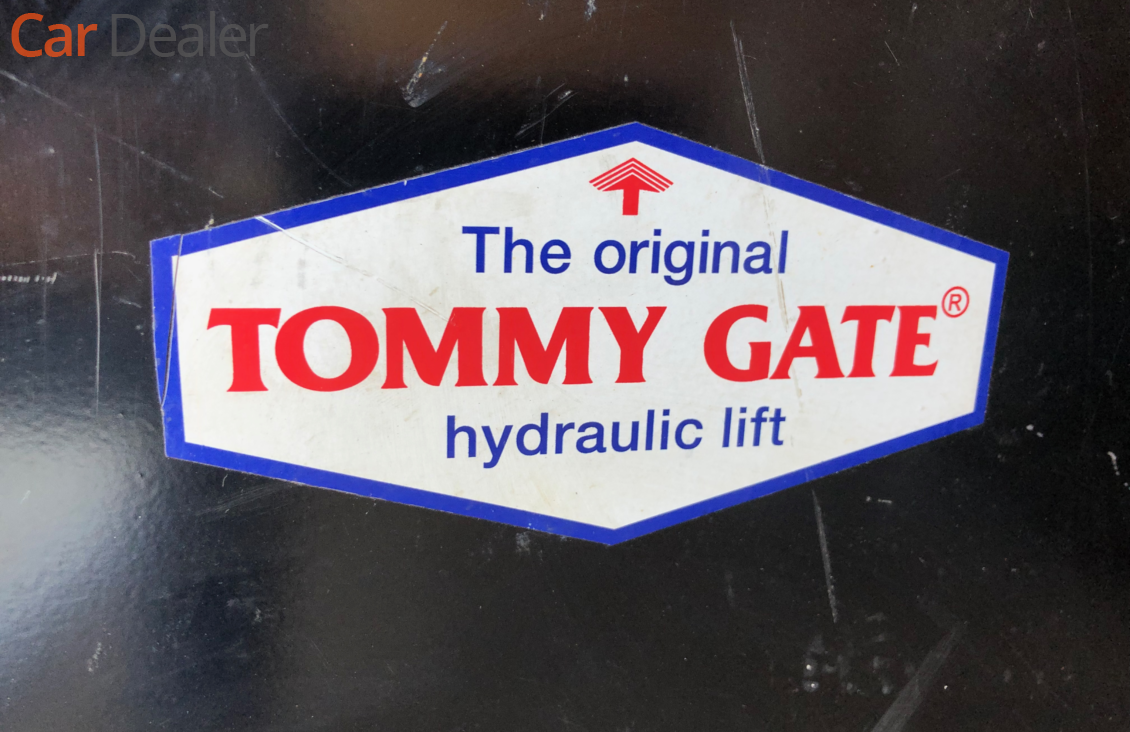 Car Dealer
The original
TOMMY GATE®
hydraulic lift